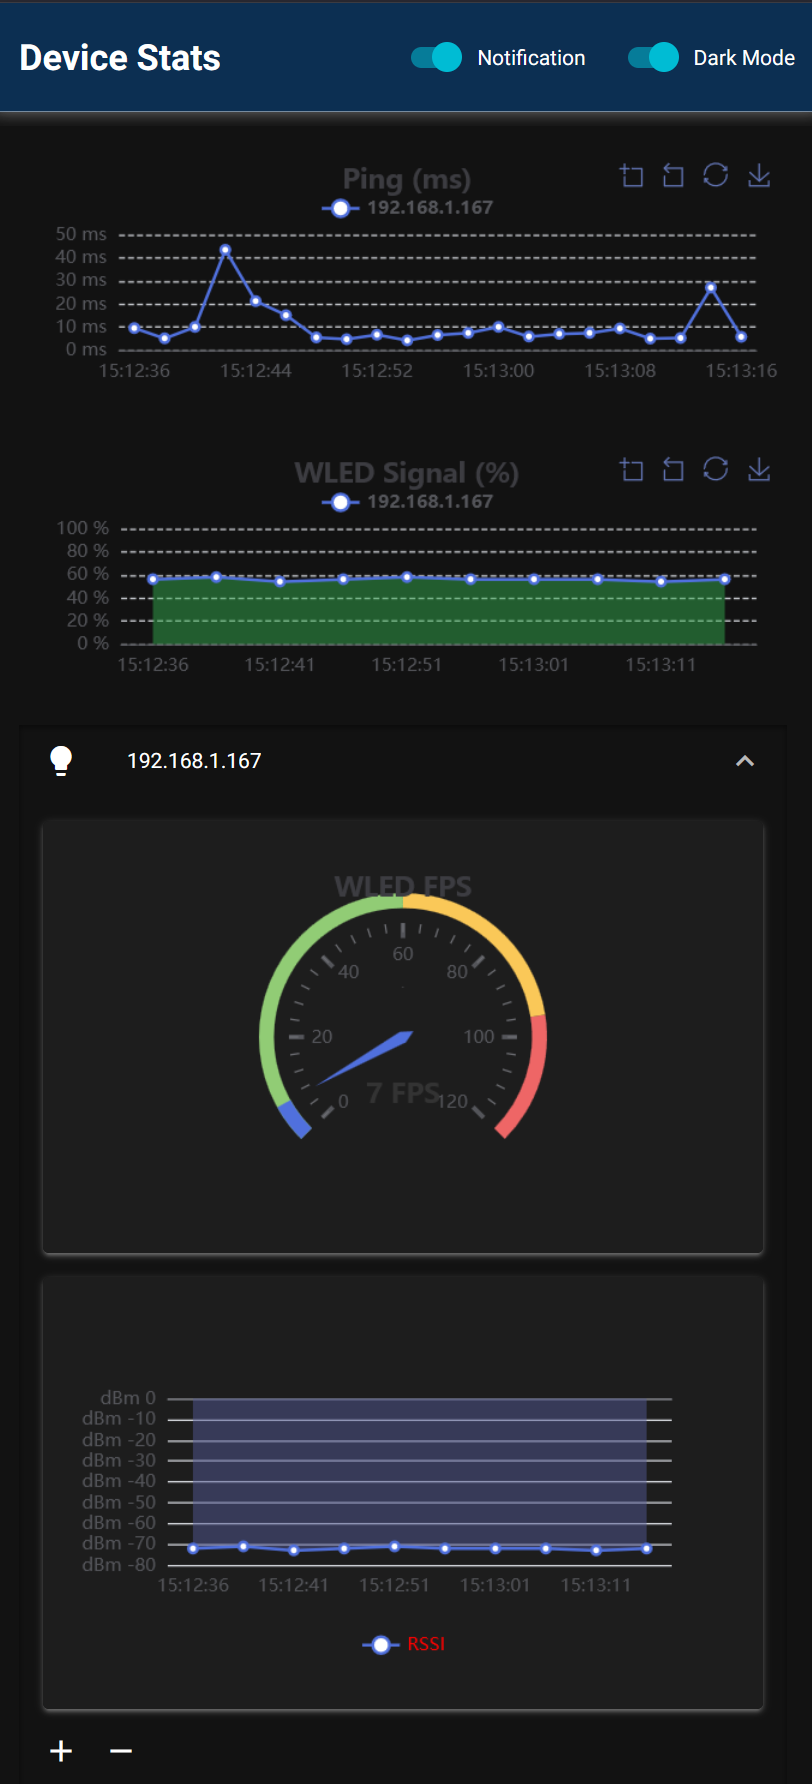 Device Stats
Notification
Dark Mode
Ping (ms)
192.168.1.167
50 ms
40 ms
30 ms
20 ms
10 ms
0 ms
15:12:36 15:12:44 15:12:52 15:13:00 15:13:08 15:13:16
WLED Signal (%)
192.168.1.167
100 %
80 %
60 %
40 %
20 %
0 %
15:12:36 15:12:41 15:12:51 15:13:01 15:13:11
192.168.1.167
WLED FPS
60
40 80
20 100
7 FPS
0 120
dBm 0
dBm -10
dBm -20
dBm -30
dBm -40
dBm -50
dBm -60
dBm -70
dBm -80
15:12:36 15:12:41 15:12:51 15:13:01 15:13:11
RSSI
+ −